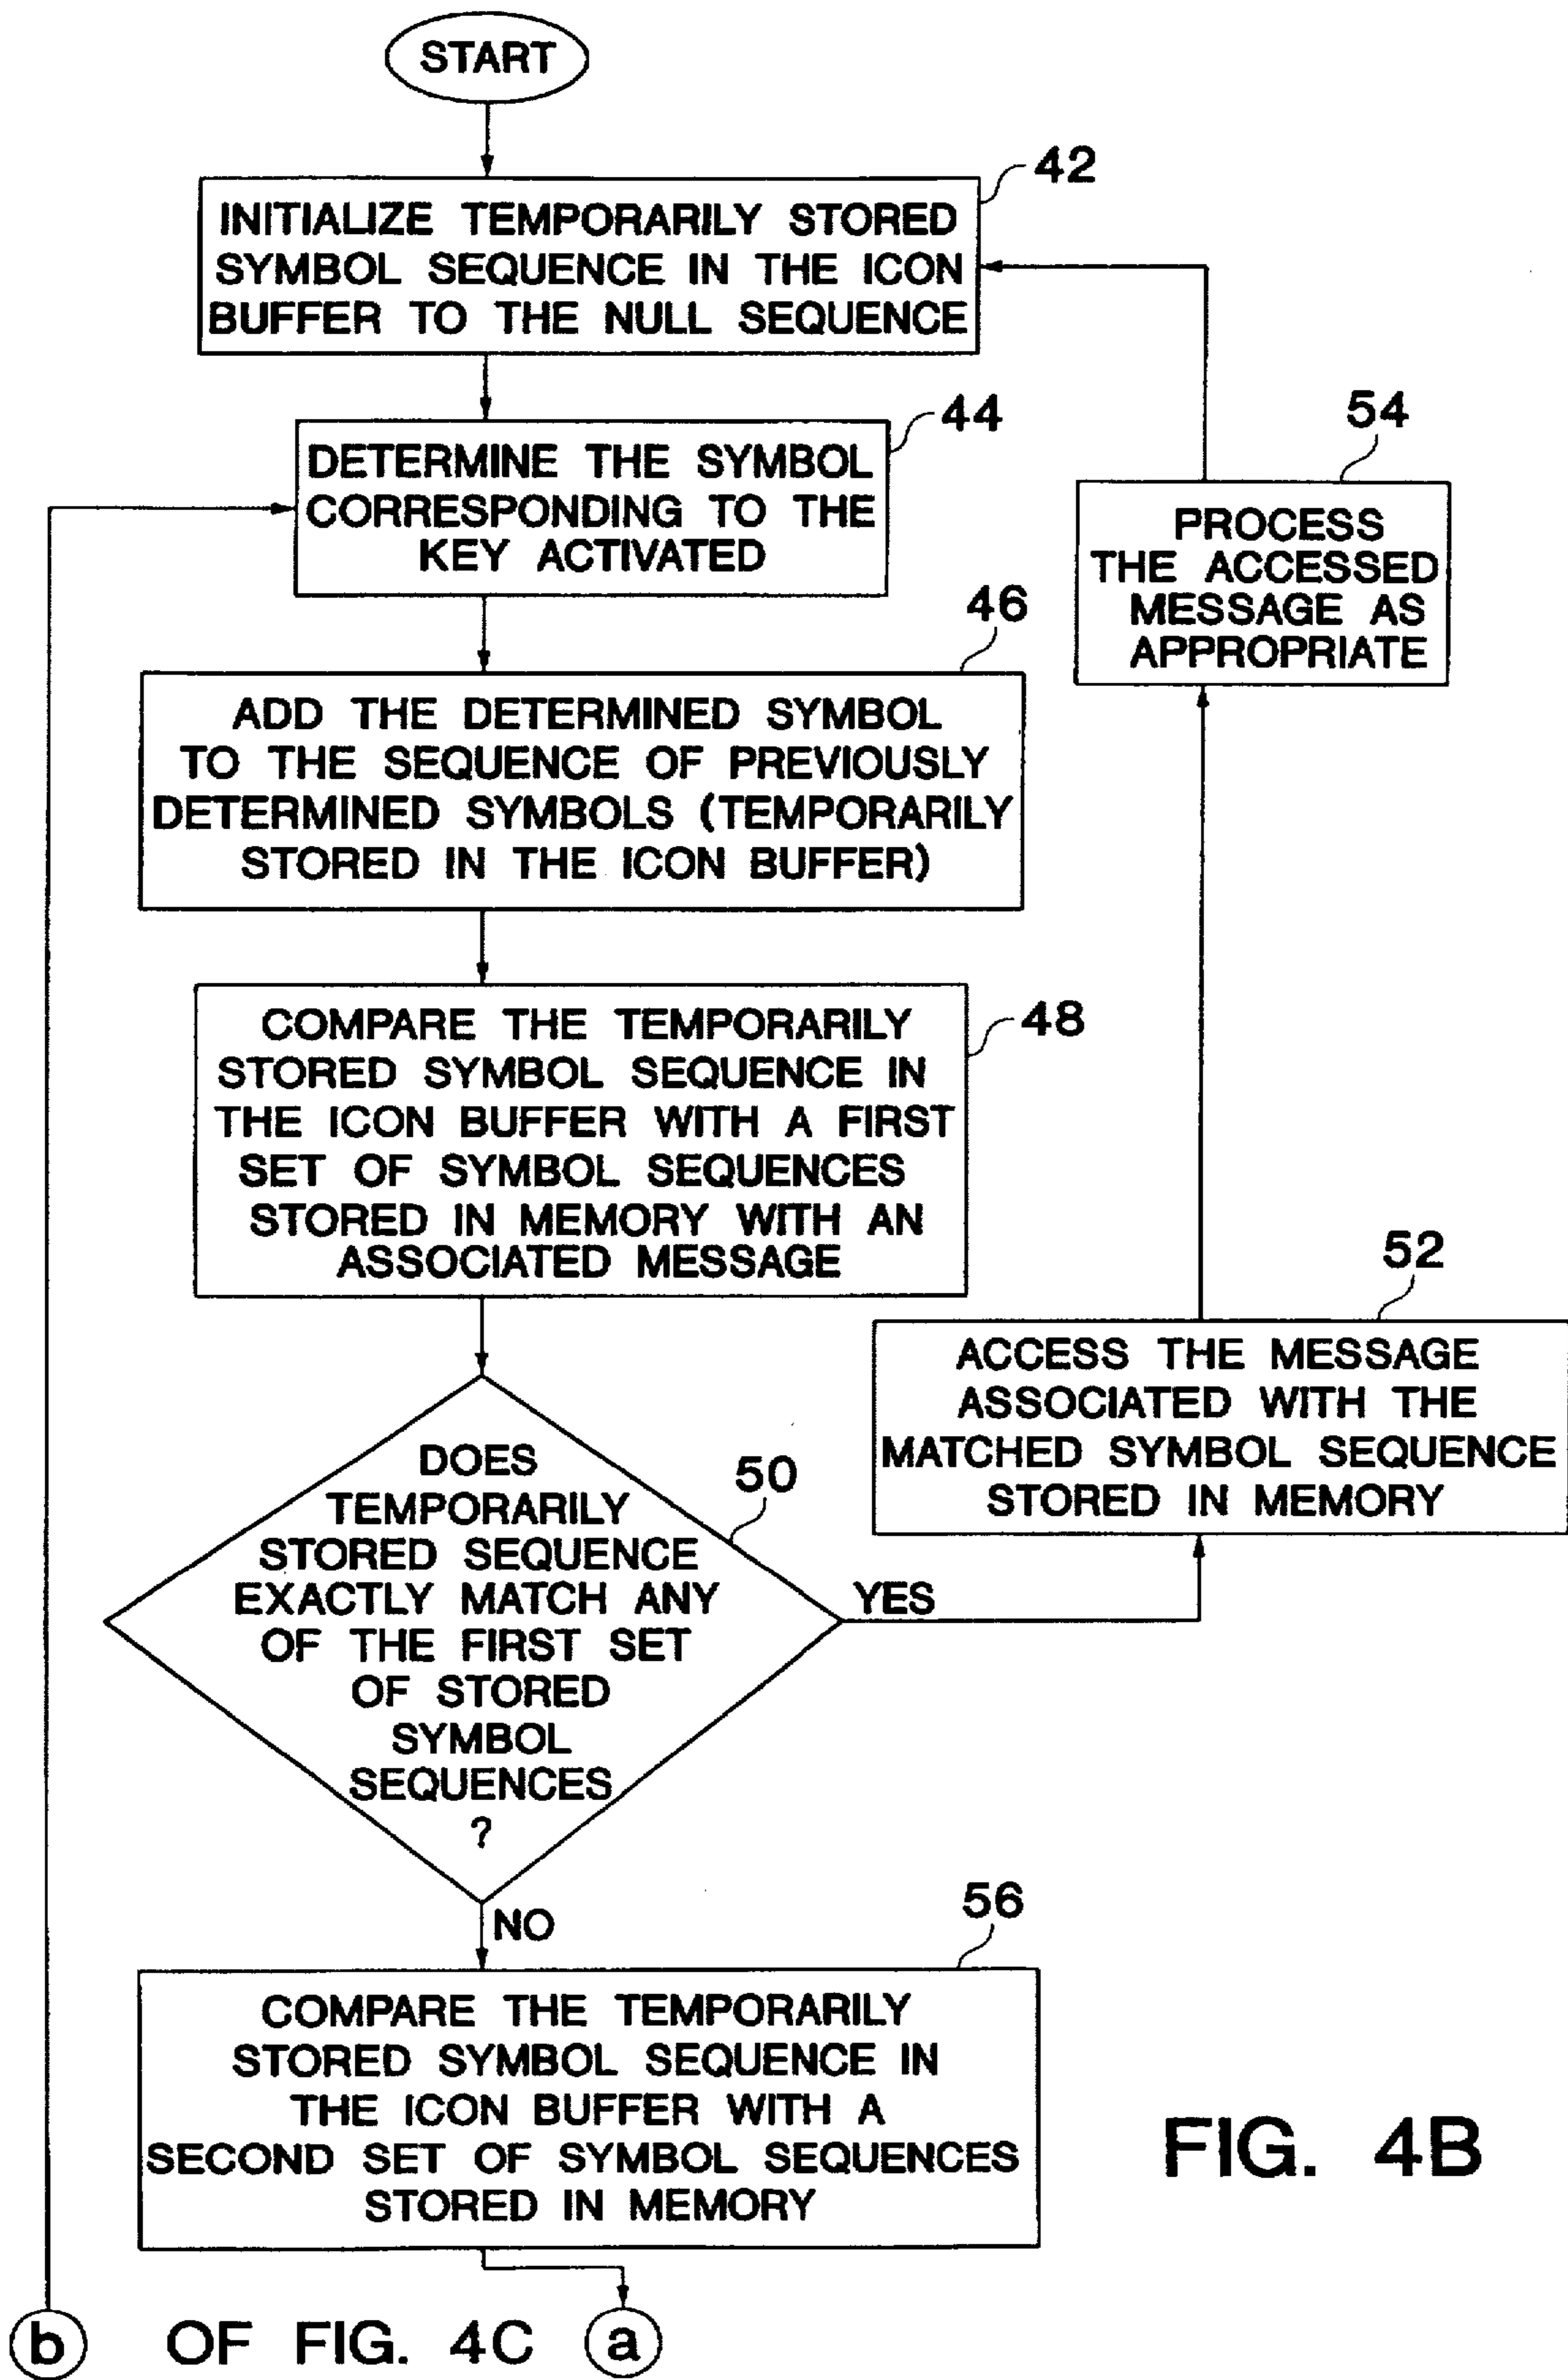 START
42
INITIALIZE TEMPORARILY STORED
SYMBOL SEQUENCE IN THE ICON
BUFFER TO THE NULL SEQUENCE
44
DETERMINE THE SYMBOL
CORRESPONDING TO THE
KEY ACTIVATED
54
PROCESS
THE ACCESSED
MESSAGE AS
APPROPRIATE
46
ADD THE DETERMINED SYMBOL
TO THE SEQUENCE OF PREVIOUSLY
DETERMINED SYMBOLS (TEMPORARILY
STORED IN THE ICON BUFFER)
48
COMPARE THE TEMPORARILY
STORED SYMBOL SEQUENCE IN
THE ICON BUFFER WITH A FIRST
SET OF SYMBOL SEQUENCES
STORED IN MEMORY WITH AN
ASSOCIATED MESSAGE
52
ACCESS THE MESSAGE
ASSOCIATED WITH THE
MATCHED SYMBOL SEQUENCE
STORED IN MEMORY
50
DOES
TEMPORARILY
STORED SEQUENCE
EXACTLY MATCH ANY
OF THE FIRST SET
OF STORED
SYMBOL
SEQUENCES
?
YES
NO
56
COMPARE THE TEMPORARILY
STORED SYMBOL SEQUENCE IN
THE ICON BUFFER WITH A
SECOND SET OF SYMBOL SEQUENCES
STORED IN MEMORY
FIG. 4B
b OF FIG. 4C a